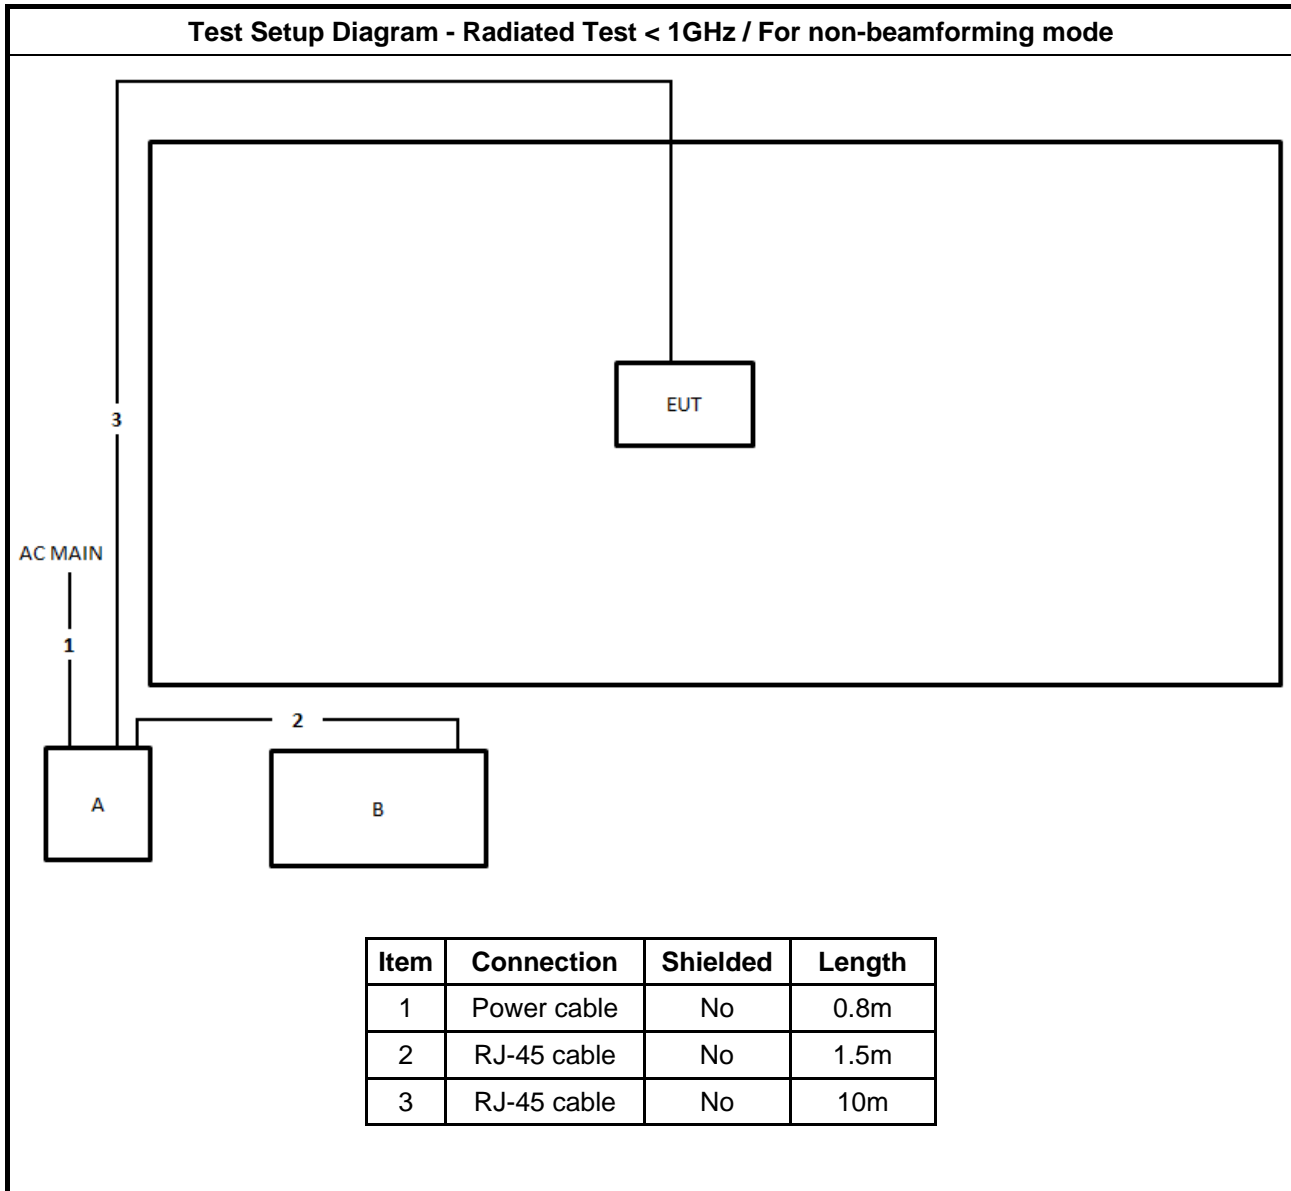 Test Setup Diagram - Radiated Test < 1GHz / For non-beamforming mode
EUT
3
AC MAIN
1
2
A
B
Item Connection Shielded Length
1 Power cable No 0.8m
2 RJ-45 cable No 1.5m
3 RJ-45 cable No 10m